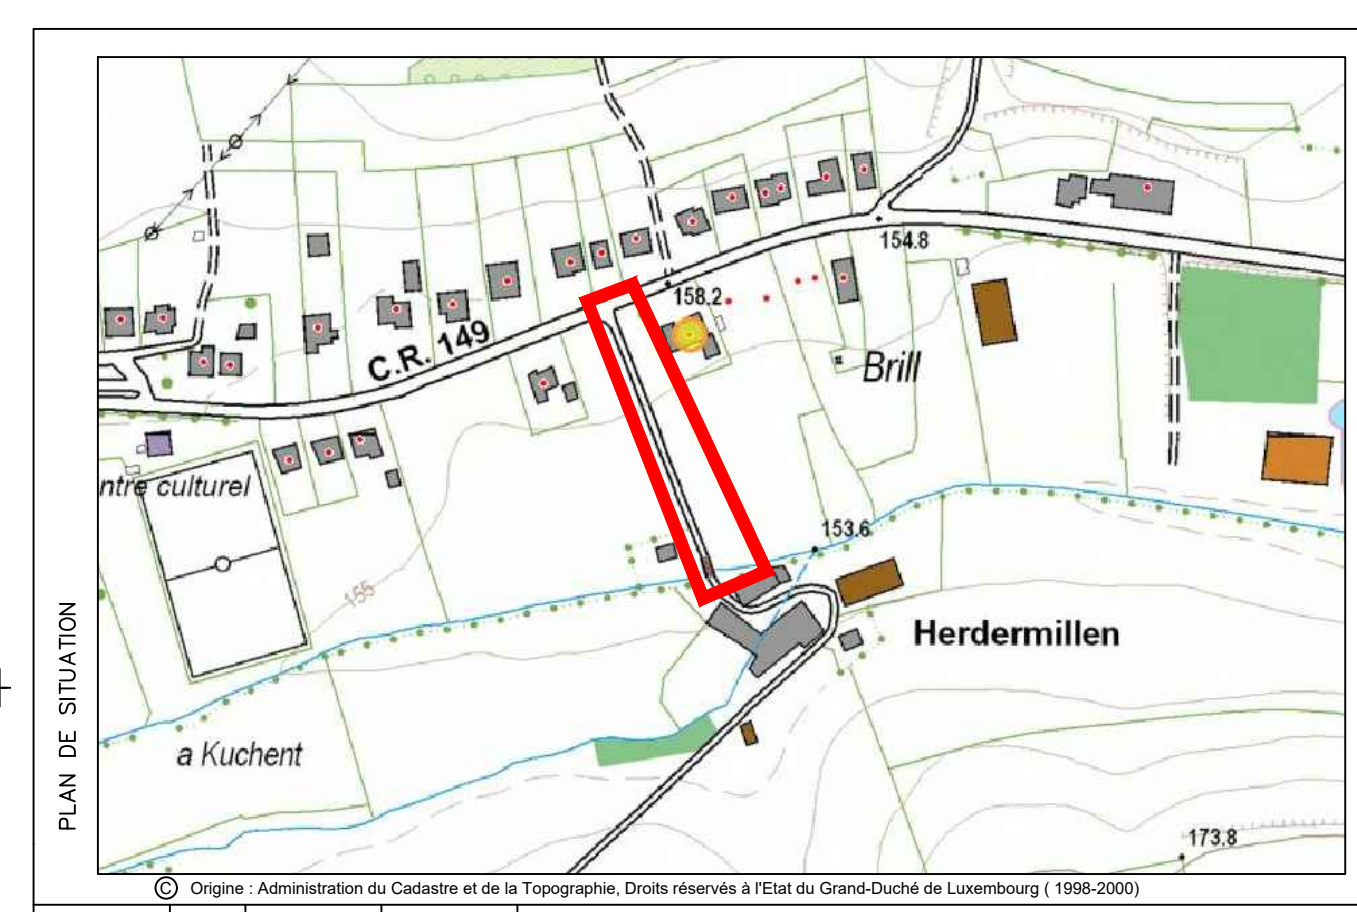 PLAN DE SITUATION
154.8
158.2
C.R. 149
Brill
ntre culturel
153.6
155
Herdermillen
a Kuchent
173.8
© Origine : Administration du Cadastre et de la Topographie, Droits réservés à l'Etat du Grand-Duché de Luxembourg ( 1998-2000)